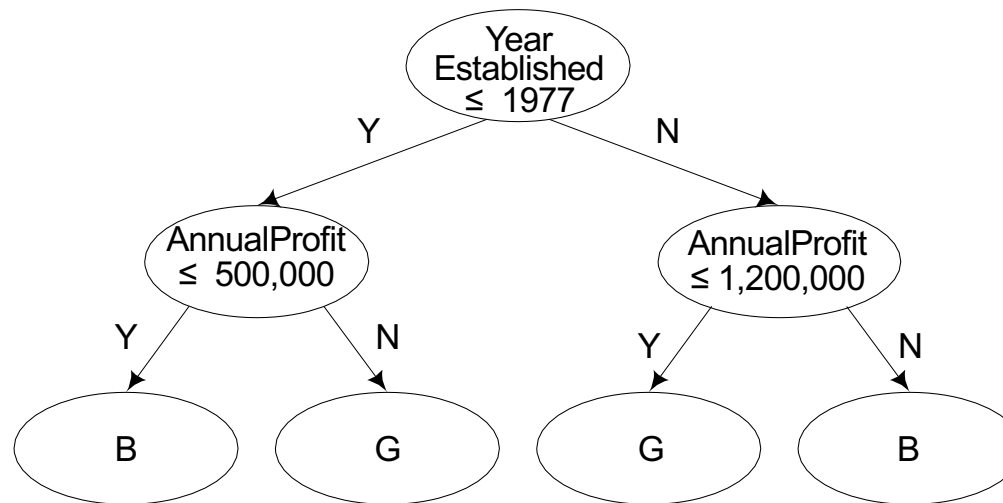 Year
Established
≤ 1977
Y
N
AnnualProfit
≤ 500,000
AnnualProfit
≤ 1,200,000
Y
N
Y
N
B
G
G
B